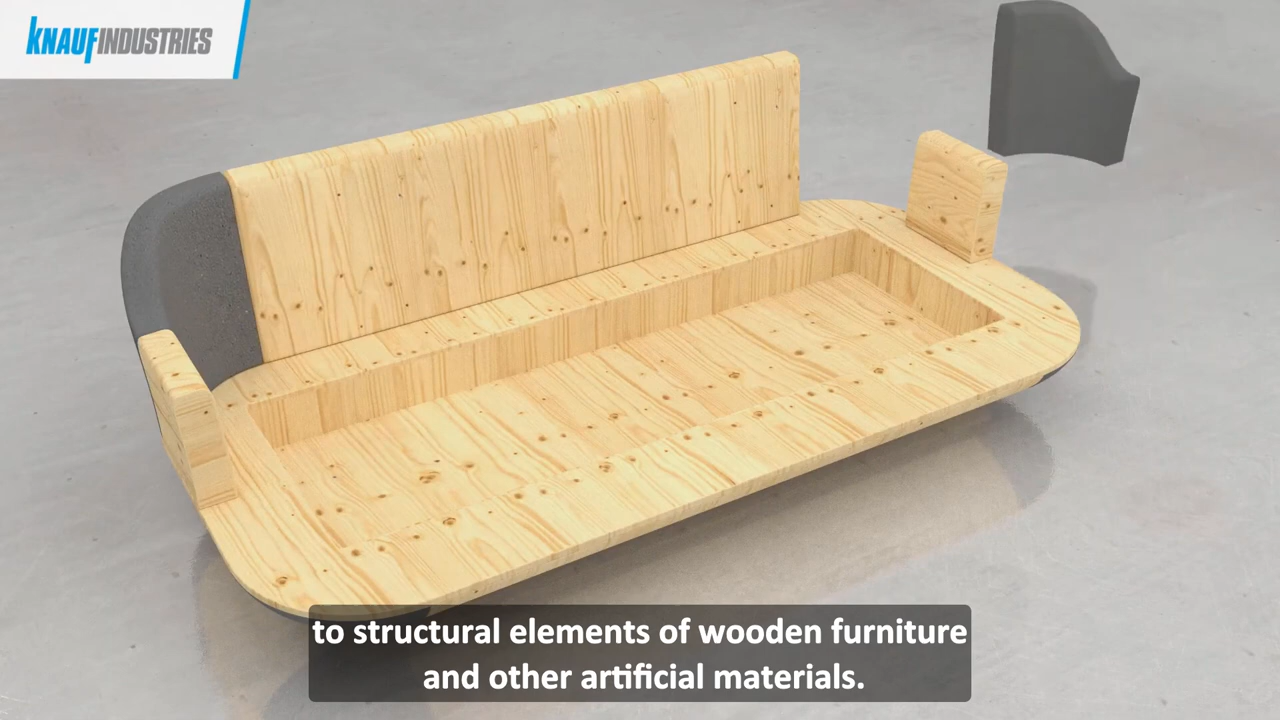 KNAUFINDUSTRIES
to structural elements of wooden furniture
and other artificial materials.